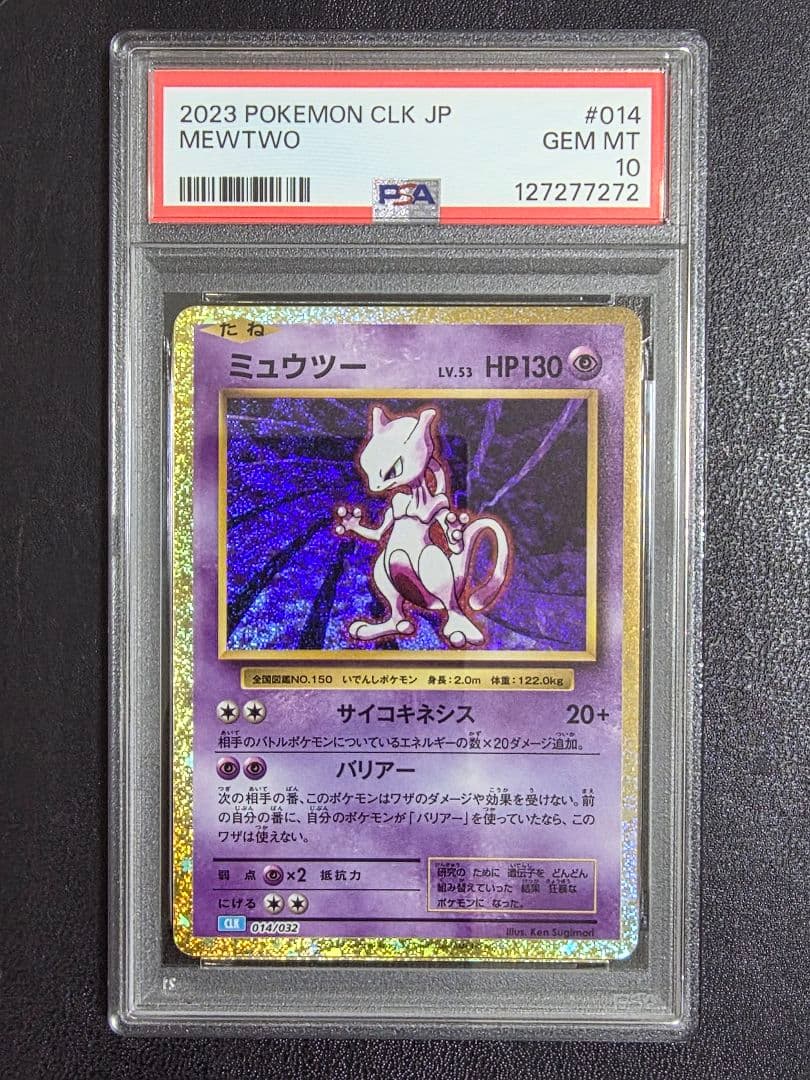 2023 POKEMON CLK JP #014
MEWTWO GEM MT
10
PSA 127277272
たね
ミュウツー LV.53 HP130
全国図鑑NO.150 いでんしポケモン 身長:2.0m 体重:122.0kg
サイコキネシス 20+
相手のバトルポケモンについているエネルギーの数×20ダメージ追加。
バリアー
次の相手の番、このポケモンはワザのダメージや効果を受けない。前
の自分の番に、自分のポケモンが「バリアー」を使っていたなら、この
ワザは使えない。
弱点 ×2 抵抗力
にげる
研究の ために 遺伝子を どんどん
組み替えていった 結果 狂暴な
ポケモンに なった。
CLK 014/032
Illus. Ken Sugimori
PSA